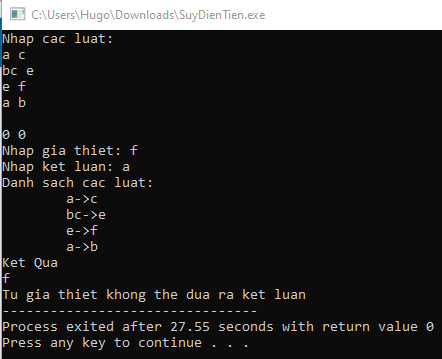 C:\Users\Hugo\Downloads\SuyDienTien.exe
Nhap cac luat:
a c
bc e
e f
a b
0 0
Nhap gia thiet: f
Nhap ket luan: a
Danh sach cac luat:
a->c
bc->e
e->f
a->b
Ket Qua
f
Tu gia thiet khong the dua ra ket luan
--------------------------------
Process exited after 27.55 seconds with return value 0
Press any key to continue . . .